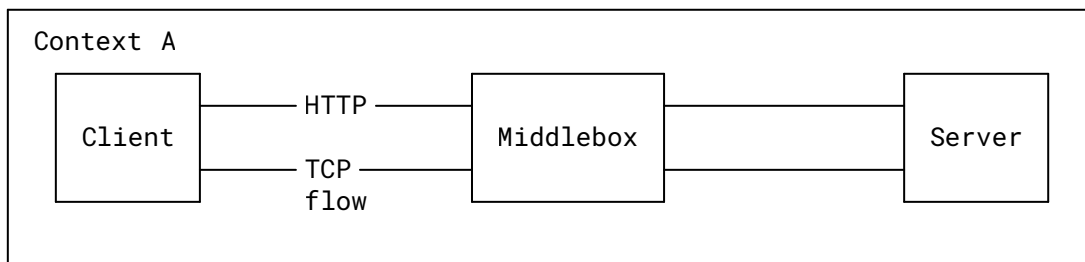 Context A
HTTP
Client
Middlebox
Server
TCP
flow